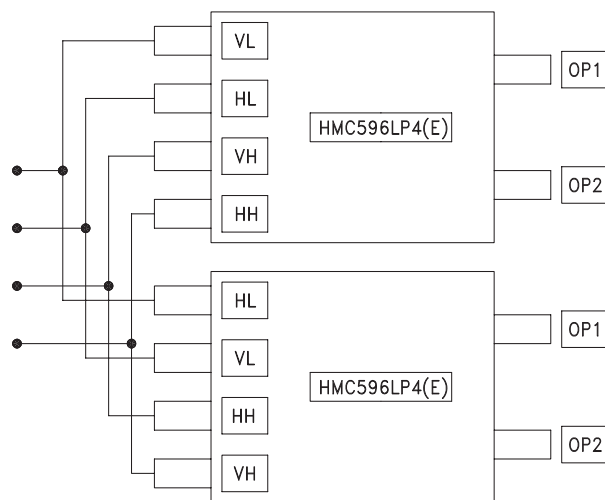 VL
OP1
HL
HMC596LP4(E)
VH
OP2
HH
HL
OP1
VL
HMC596LP4(E)
HH
OP2
VH